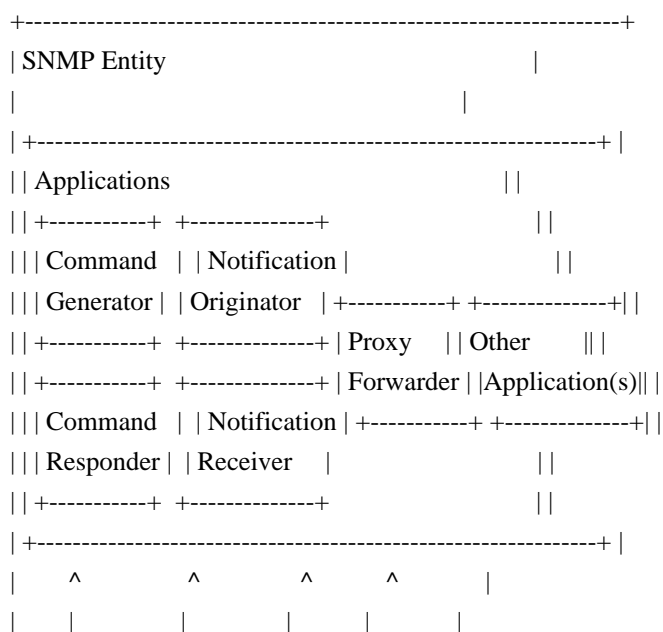 +--------------------------------------------------------------------+
| SNMP Entity |
| |
| +--------------------------------------------------------------+ |
| | Applications | |
| | +-----------+ +--------------+ | |
| | | Command | | Notification | | |
| | | Generator | | Originator | +-----------+ +--------------+| |
| | +-----------+ +--------------+ | Proxy | | Other || |
| | +-----------+ +--------------+ | Forwarder | |Application(s)|| |
| | | Command | | Notification | +-----------+ +--------------+| |
| | | Responder | | Receiver | | |
| | +-----------+ +--------------+ | |
| +--------------------------------------------------------------+ |
| ^ ^ ^ ^ |
| | | | | |